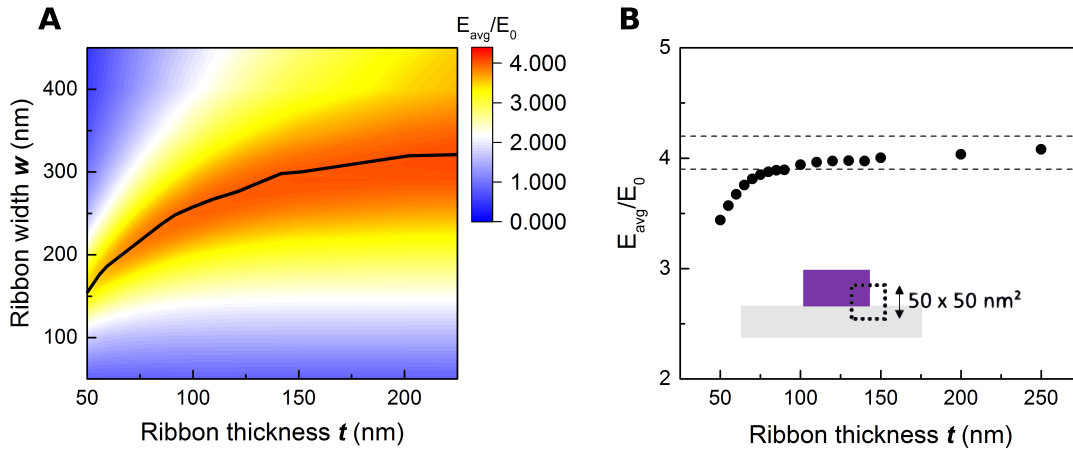 A
E_avg/E_0
4.000
3.000
2.000
1.000
0.000
400
300
200
100
50
100
150
200
Ribbon width w (nm)
Ribbon thickness t (nm)
B
5
4
3
2
E_avg/E_0
50 x 50 nm²
50
100
150
200
250
Ribbon thickness t (nm)